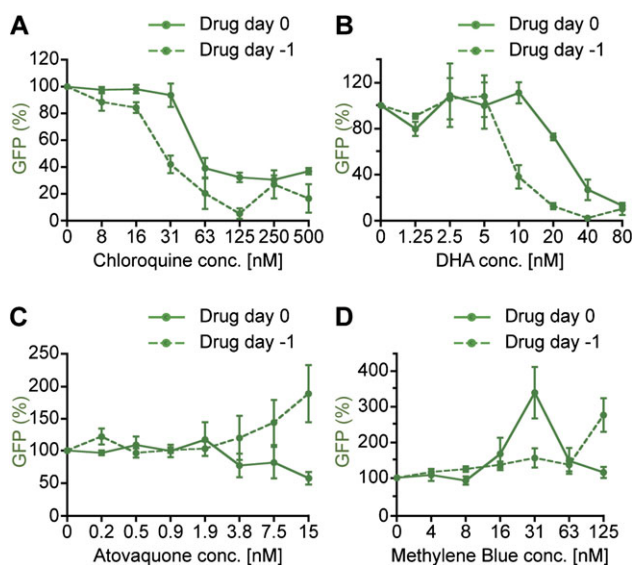 A
Drug day 0
Drug day -1
GFP (%)
120
100
80
60
40
20
0
0 8 16 31 63 125 250 500
Chloroquine conc. [nM]
B
Drug day 0
Drug day -1
GFP (%)
120
80
40
0
0 1.25 2.5 5 10 20 40 80
DHA conc. [nM]
C
Drug day 0
Drug day -1
GFP (%)
250
200
150
100
50
0
0 0.2 0.5 0.9 1.9 3.8 7.5 15
Atovaquone conc. [nM]
D
Drug day 0
Drug day -1
GFP (%)
400
300
200
100
0
0 4 8 16 31 63 125
Methylene Blue conc. [nM]